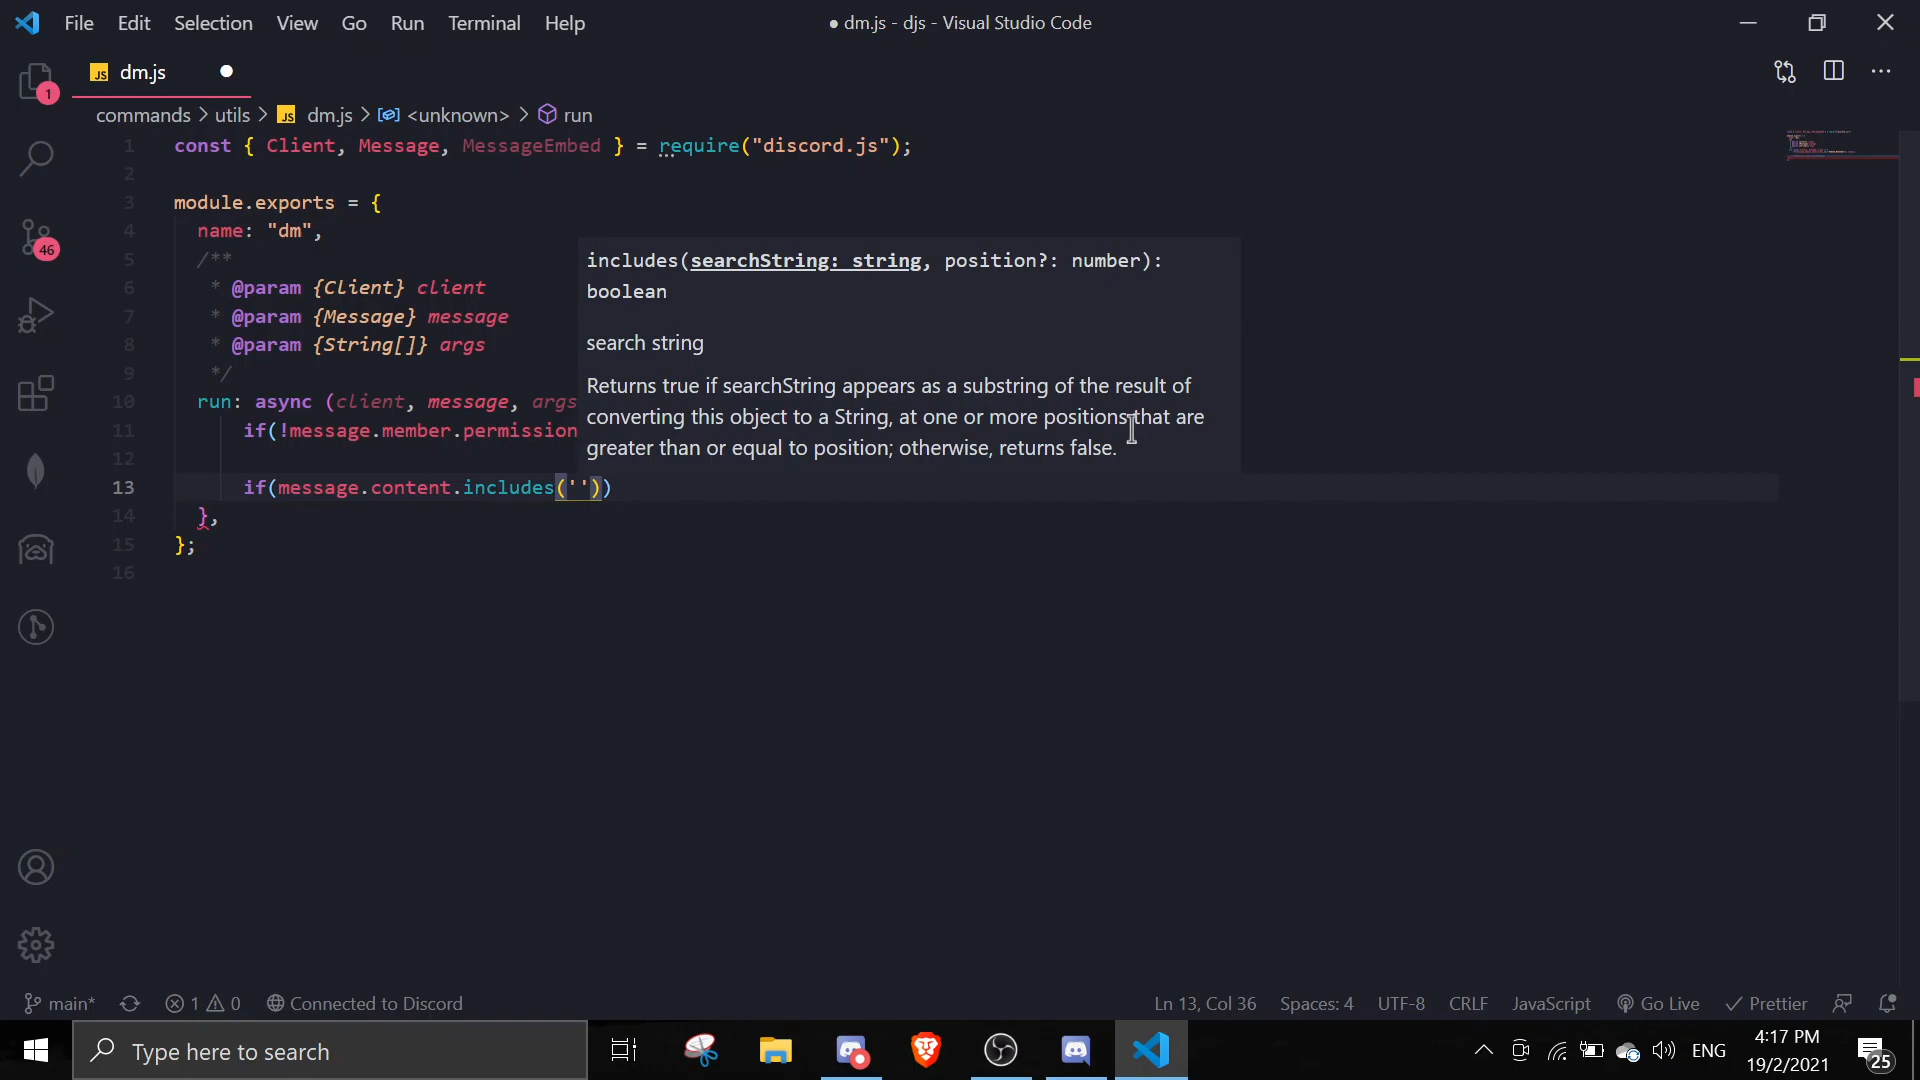 File Edit Selection View Go Run Terminal Help
● dm.js - djs - Visual Studio Code
JS dm.js
1
commands > utils > JS dm.js > <unknown> > run
1 const { Client, Message, MessageEmbed } = require("discord.js");
2
3 module.exports = {
4 name: "dm",
5 /**
6 * @param {Client} client
7 * @param {Message} message
8 * @param {String[]} args
9 */
10 run: async (client, message, args
11 if(!message.member.permission
12
13 if(message.content.includes(''))
14 },
15 };
16
includes(searchString: string, position?: number):
boolean
search string
Returns true if searchString appears as a substring of the result of
converting this object to a String, at one or more positions that are
greater than or equal to position; otherwise, returns false.
46
main* 1 0 Connected to Discord
Ln 13, Col 36 Spaces: 4 UTF-8 CRLF JavaScript Go Live Prettier
Type here to search
ENG
4:17 PM
19/2/2021
25